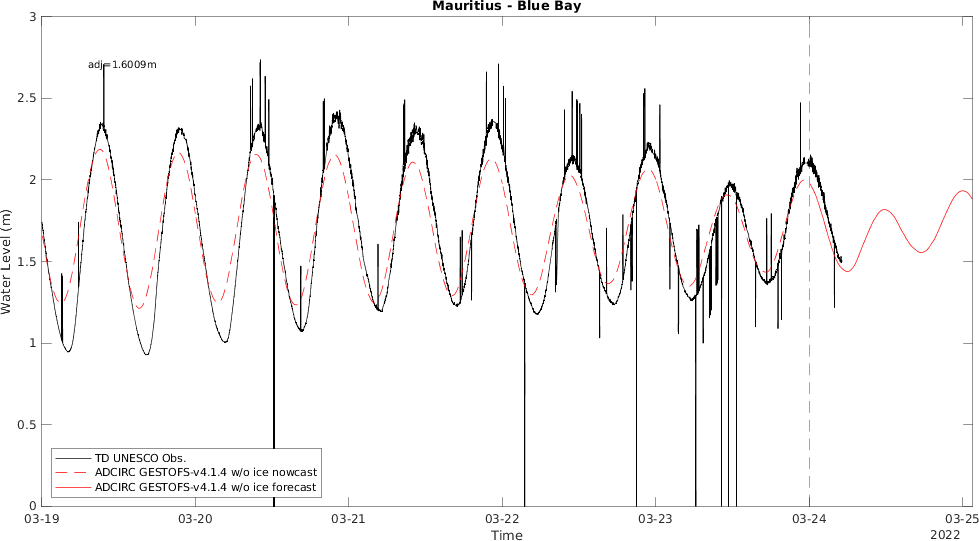 Mauritius - Blue Bay
adj=1.6009m
Water Level (m)
3
2.5
2
1.5
1
0.5
0
TD UNESCO Obs.
ADCIRC GESTOFS-v4.1.4 w/o ice nowcast
ADCIRC GESTOFS-v4.1.4 w/o ice forecast
03-19 03-20 03-21 03-22 03-23 03-24 03-25
Time
2022